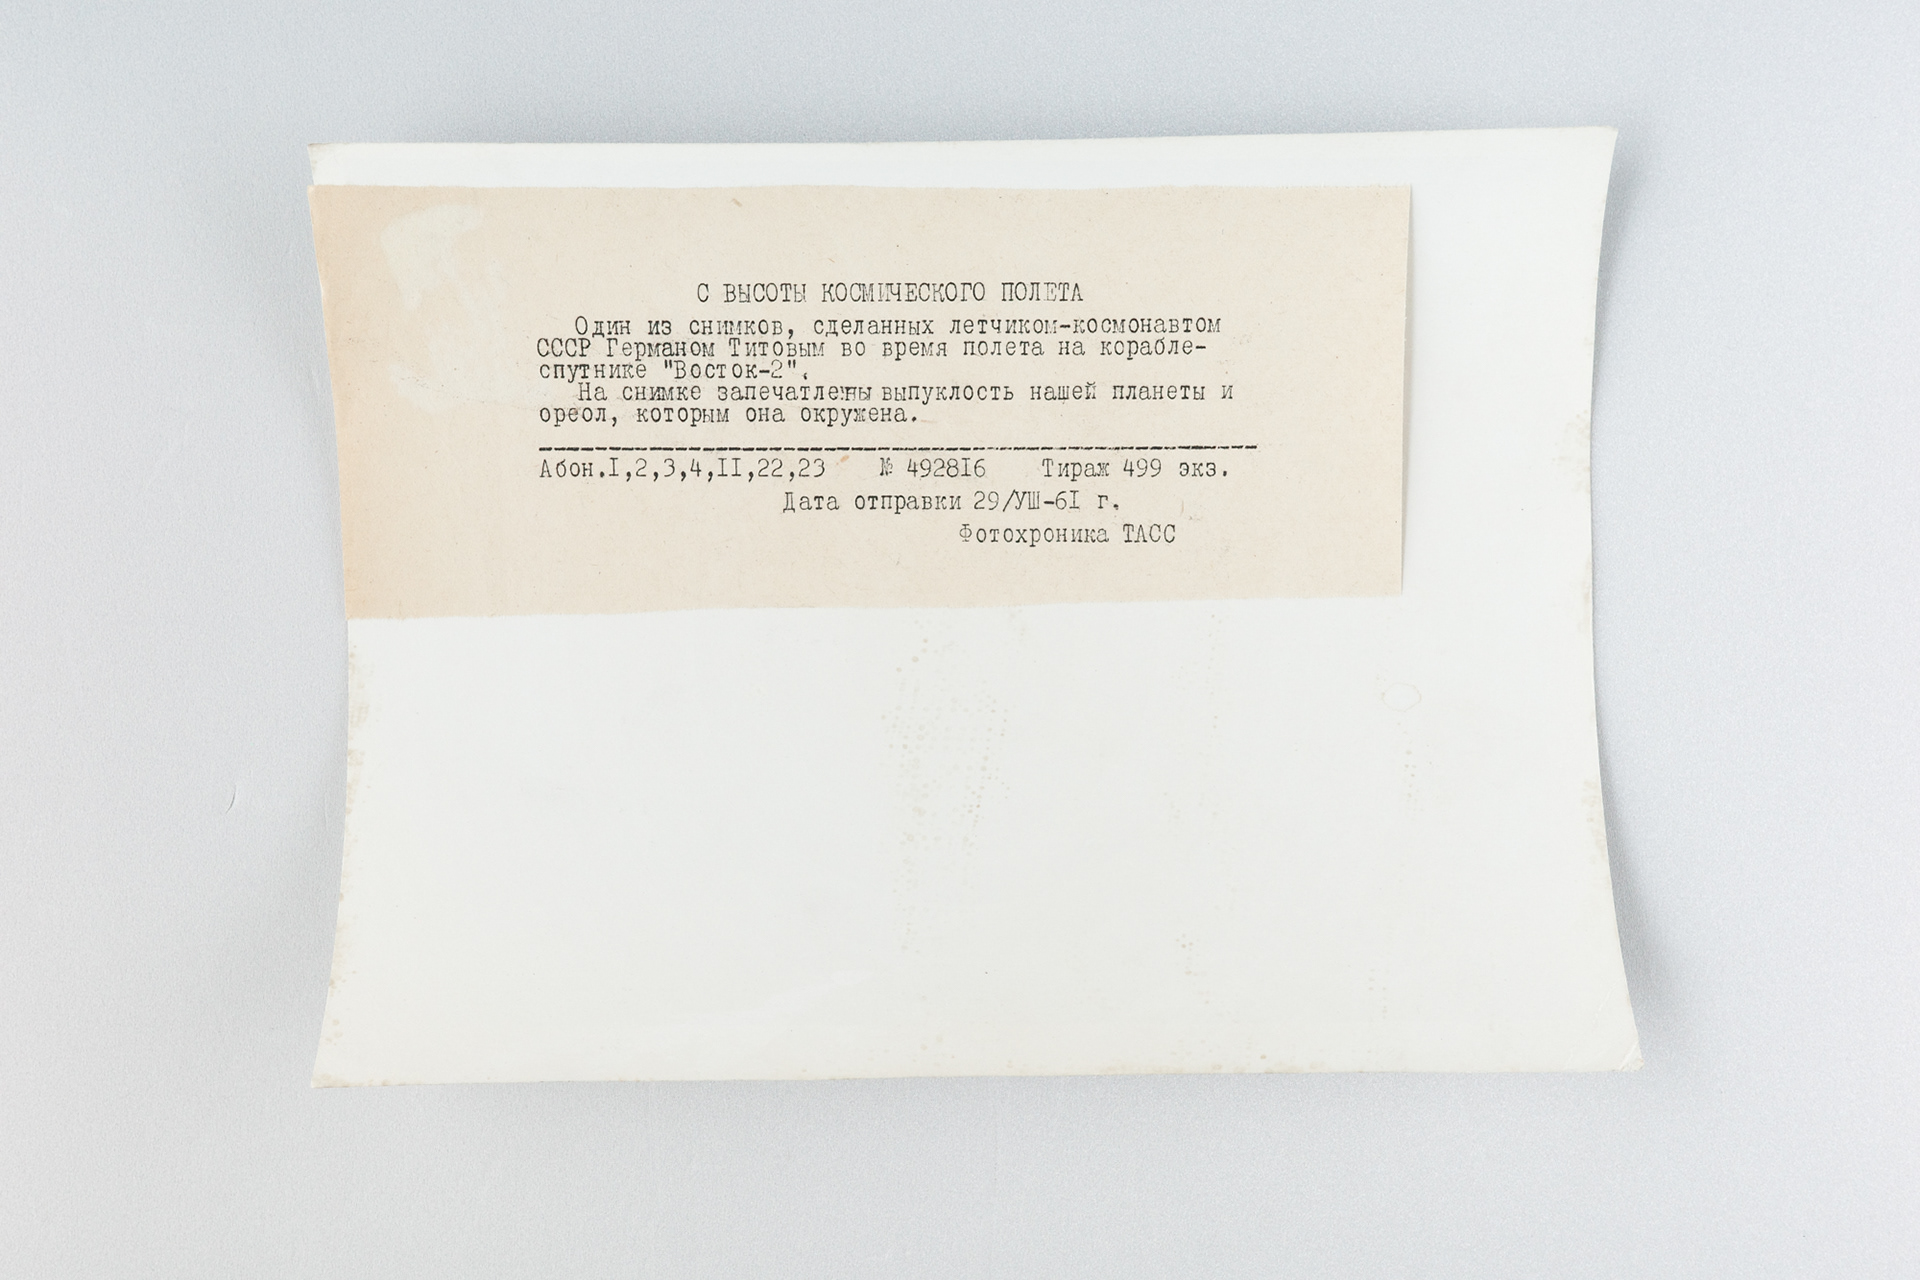 С ВЫСОТЫ КОСМИЧЕСКОГО ПОЛЕТА
Один из снимков, сделанных летчиком-космонавтом
СССР Германом Титовым во время полета на корабле-
спутнике "Восток-2".
На снимке запечатлены выпуклость нашей планеты и
ореол, которым она окружена.
Абон.I,2,3,4,II,22,23 № 4928I6 Тираж 499 экз.
Дата отправки 29/УШ-6I г.
Фотохроника ТАСС